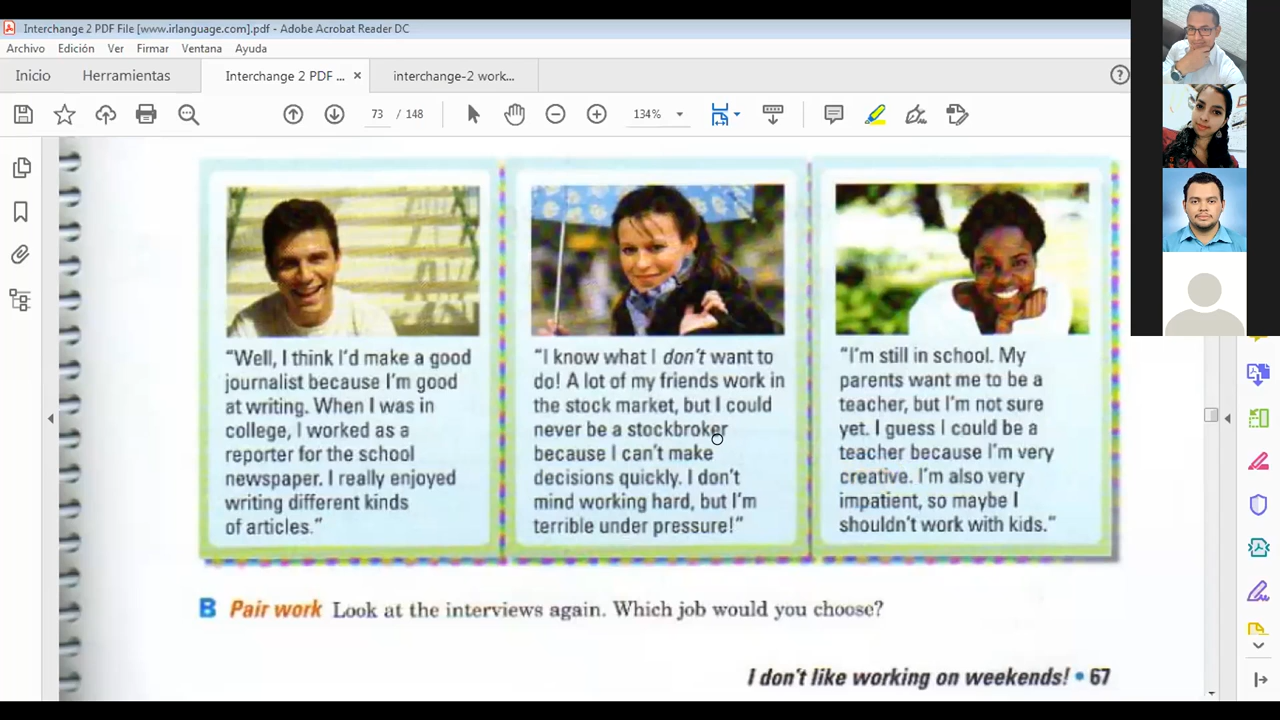 Interchange 2 PDF File [www.irlanguage.com].pdf - Adobe Acrobat Reader DC
Archivo Edición Ver Firmar Ventana Ayuda
Inicio Herramientas Interchange 2 PDF ... × interchange-2 work...
73 / 148 134%
"Well, I think I'd make a good
journalist because I'm good
at writing. When I was in
college, I worked as a
reporter for the school
newspaper. I really enjoyed
writing different kinds
of articles."
"I know what I don't want to
do! A lot of my friends work in
the stock market, but I could
never be a stockbroker
because I can't make
decisions quickly. I don't
mind working hard, but I'm
terrible under pressure!"
"I'm still in school. My
parents want me to be a
teacher, but I'm not sure
yet. I guess I could be a
teacher because I'm very
creative. I'm also very
impatient, so maybe I
shouldn't work with kids."
B Pair work Look at the interviews again. Which job would you choose?
I don't like working on weekends! • 67